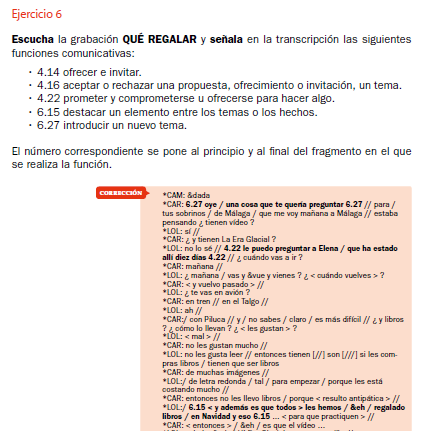 Ejercicio 6
Escucha la grabación QUÉ REGALAR y señala en la transcripción las siguientes
funciones comunicativas:
• 4.14 ofrecer e invitar.
• 4.16 aceptar o rechazar una propuesta, ofrecimiento o invitación, un tema.
• 4.22 prometer y comprometerse u ofrecerse para hacer algo.
• 6.15 destacar un elemento entre los temas o los hechos.
• 6.27 introducir un nuevo tema.
El número correspondiente se pone al principio y al final del fragmento en el que
se realiza la función.
CORRECCIÓN
*CAM: &dada
*CAR: 6.27 oye / una cosa que te quería preguntar 6.27 // para /
tus sobrinos / de Málaga / que me voy mañana a Málaga // estaba
pensando ¿ tienen vídeo ?
*LOL: sí //
*CAR: ¿ y tienen La Era Glacial ?
*LOL: no lo sé // 4.22 le puedo preguntar a Elena / que ha estado
allí diez días 4.22 // ¿ cuándo vas a ir ?
*CAR: mañana //
*LOL: ¿ mañana / vas y &vue y vienes ? ¿ < cuándo vuelves > ?
*CAR: < y vuelvo pasado > //
*LOL: ¿ te vas en avión ?
*CAR: en tren // en el Talgo //
*LOL: ah //
*CAR:/ con Piluca // y / no sabes / claro / es más difícil // ¿ y libros
? ¿ cómo lo llevan ? ¿ < les gustan > ?
*LOL: < mal > //
*CAR: no les gustan mucho //
*LOL: no les gusta leer // entonces tienen [//] son [///] si les com-
pras libros / tienen que ser libros
*CAR: de muchas imágenes //
*LOL:/ de letra redonda / tal / para empezar / porque les está
costando mucho //
*CAR: entonces no les llevo libros / porque < resulto antipática > //
*LOL:/ 6.15 < y además es que todos > les hemos / &eh / regalado
libros / en Navidad y eso 6.15 ... < para que practiquen > //
*CAR: < entonces > / &eh / es que el vídeo ...